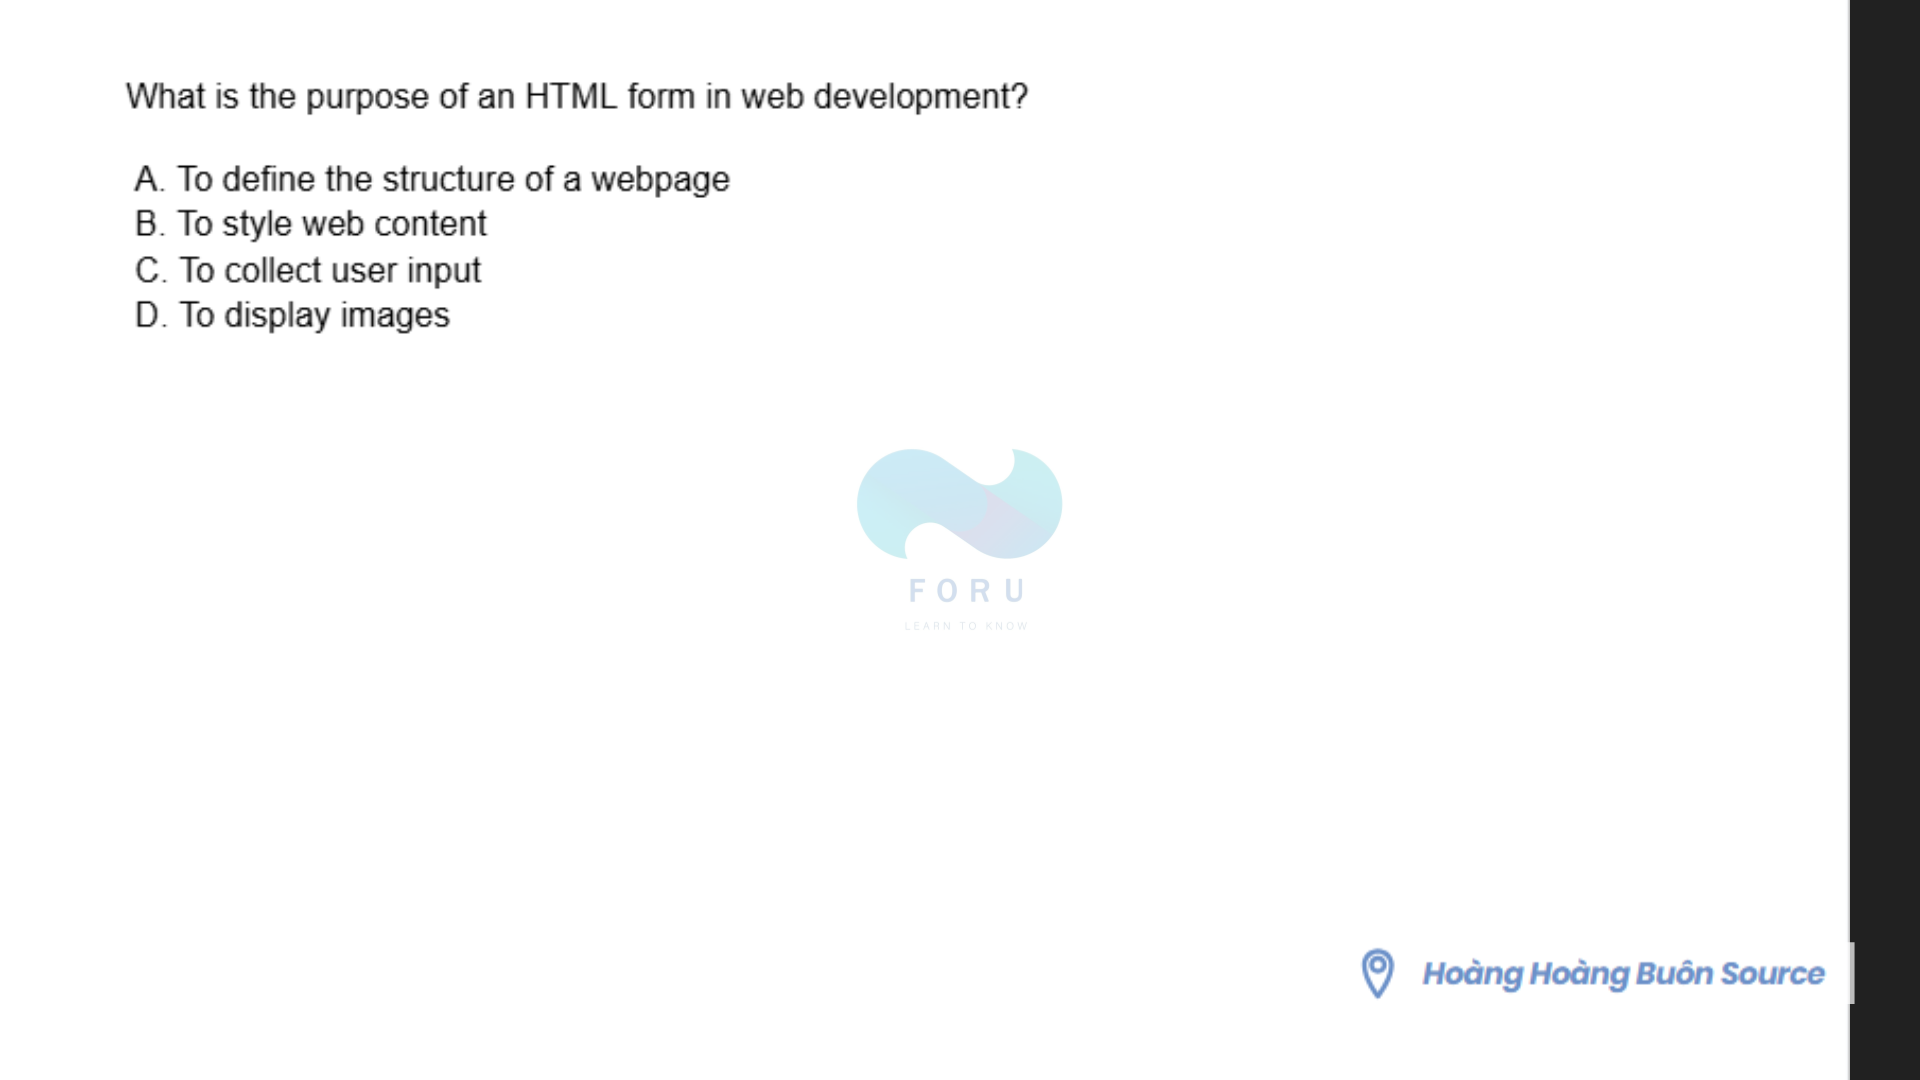 What is the purpose of an HTML form in web development?
A. To define the structure of a webpage
B. To style web content
C. To collect user input
D. To display images
FORU
LEARN TO KNOW
Hoàng Hoàng Buôn Source